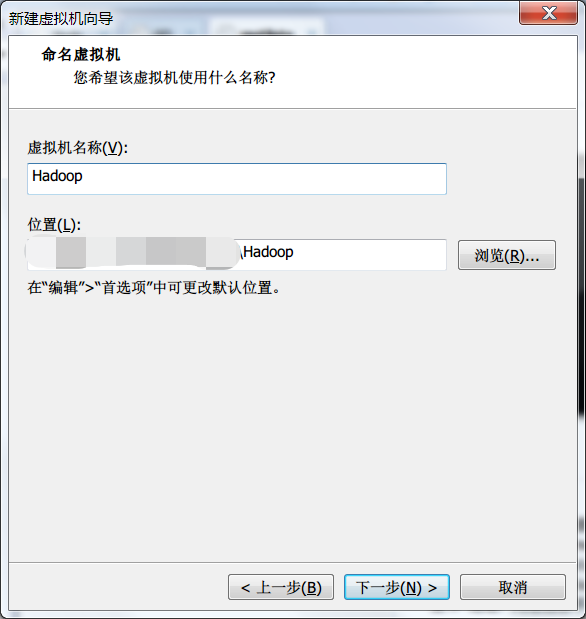 新建虚拟机向导
命名虚拟机
您希望该虚拟机使用什么名称?
虚拟机名称(V):
Hadoop
位置(L):
\Hadoop
浏览(R)...
在“编辑”>“首选项”中可更改默认位置。
< 上一步(B)
下一步(N) >
取消